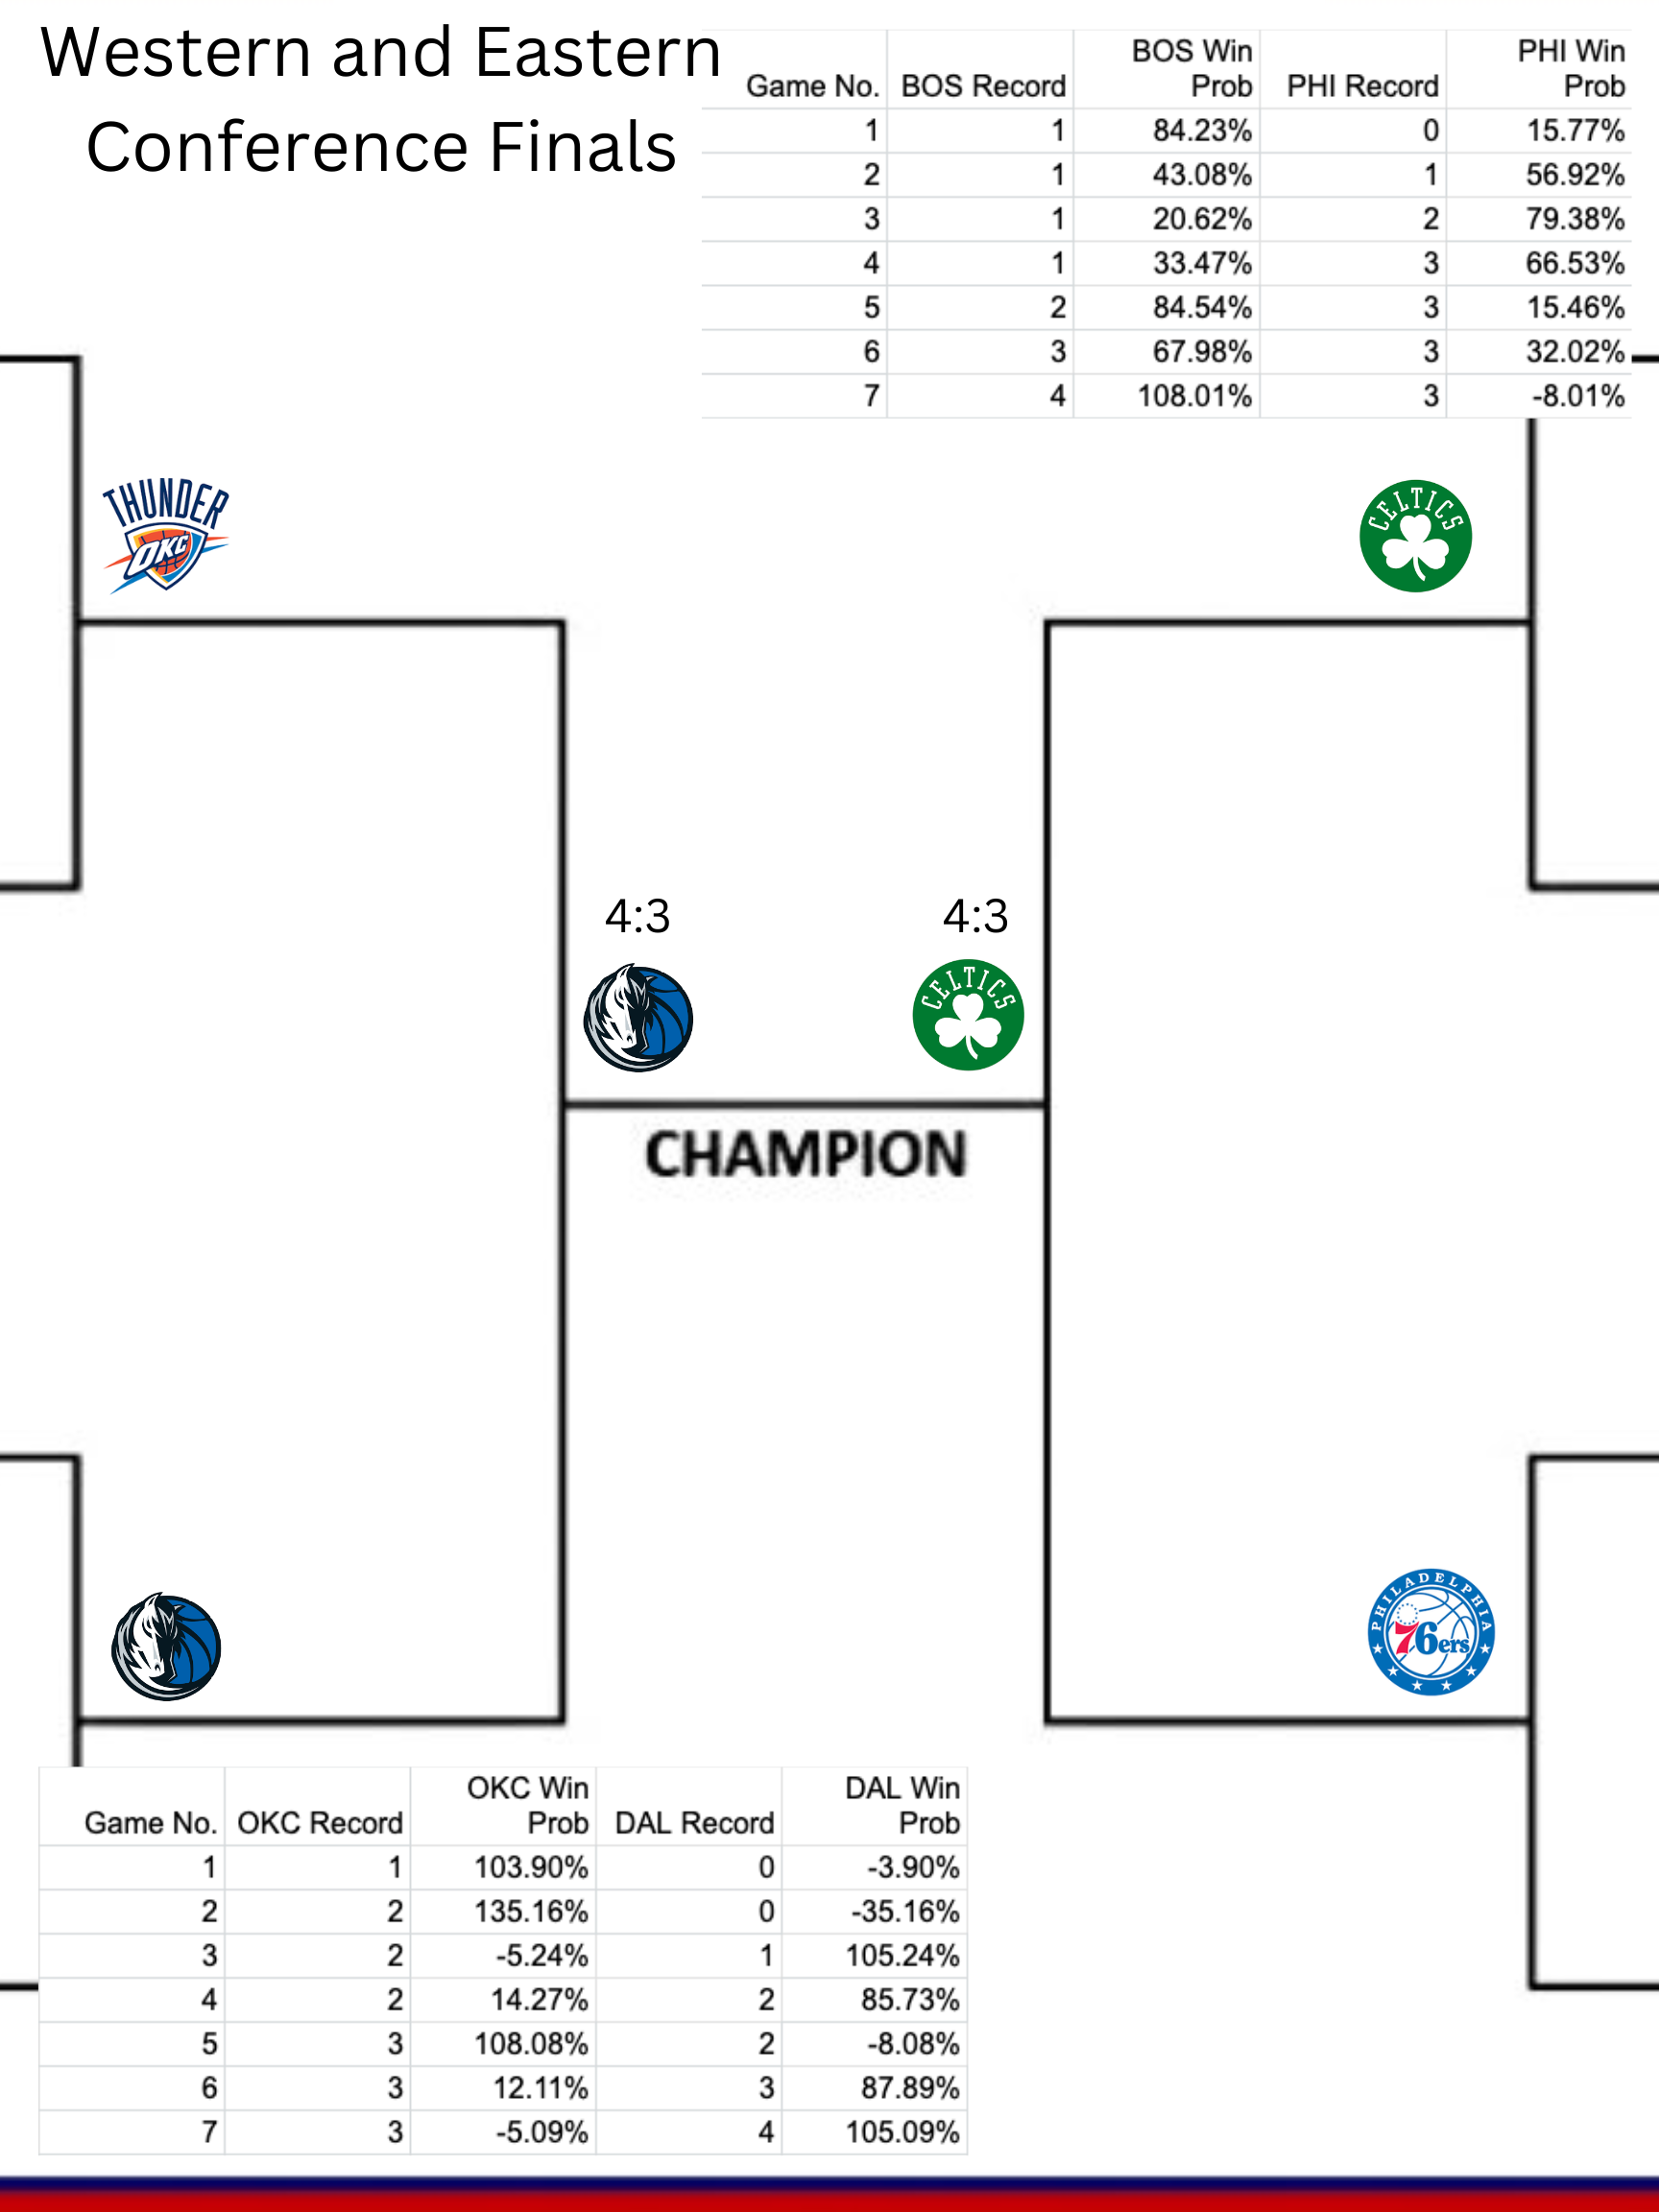 Western and Eastern
Conference Finals
Game No. BOS Record BOS Win Prob PHI Record PHI Win Prob
1 1 84.23% 0 15.77%
2 1 43.08% 1 56.92%
3 1 20.62% 2 79.38%
4 1 33.47% 3 66.53%
5 2 84.54% 3 15.46%
6 3 67.98% 3 32.02%
7 4 108.01% 3 -8.01%
THUNDER
OKC
CELTICS
4:3 4:3
CELTICS
CHAMPION
PHILADELPHIA
76ers
Game No. OKC Record OKC Win Prob DAL Record DAL Win Prob
1 1 103.90% 0 -3.90%
2 2 135.16% 0 -35.16%
3 2 -5.24% 1 105.24%
4 2 14.27% 2 85.73%
5 3 108.08% 2 -8.08%
6 3 12.11% 3 87.89%
7 3 -5.09% 4 105.09%